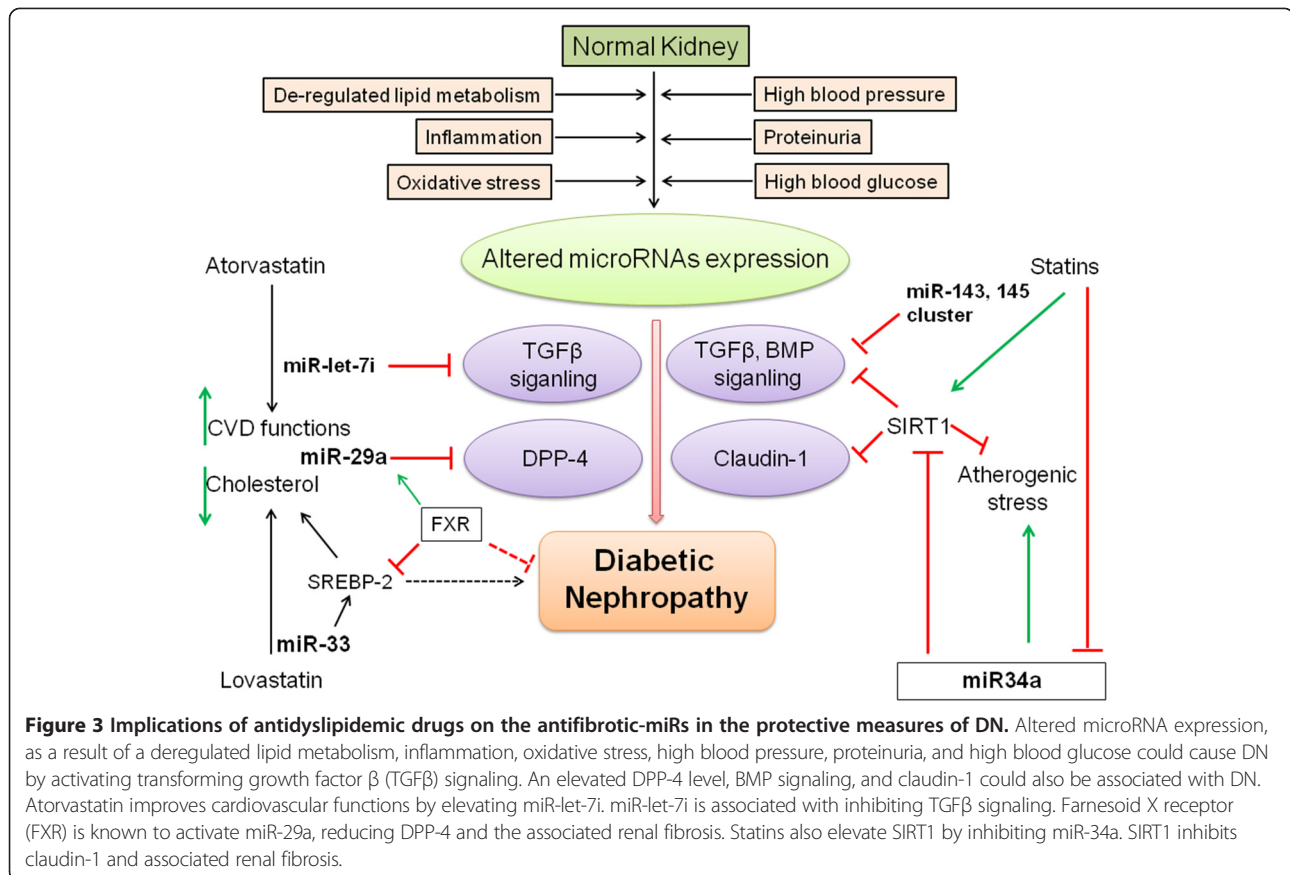 Normal Kidney
De-regulated lipid metabolism
High blood pressure
Inflammation
Proteinuria
Oxidative stress
High blood glucose
Altered microRNAs expression
Atorvastatin
Statins
miR-143, 145
cluster
miR-let-7i
TGFβ
siganling
TGFβ, BMP
siganling
CVD functions
SIRT1
miR-29a
DPP-4
Claudin-1
Cholesterol
Atherogenic
stress
FXR
SREBP-2
Diabetic
Nephropathy
miR-33
Lovastatin
miR34a
Figure 3 Implications of antidyslipidemic drugs on the antifibrotic-miRs in the protective measures of DN. Altered microRNA expression,
as a result of a deregulated lipid metabolism, inflammation, oxidative stress, high blood pressure, proteinuria, and high blood glucose could cause DN
by activating transforming growth factor β (TGFβ) signaling. An elevated DPP-4 level, BMP signaling, and claudin-1 could also be associated with DN.
Atorvastatin improves cardiovascular functions by elevating miR-let-7i. miR-let-7i is associated with inhibiting TGFβ signaling. Farnesoid X receptor
(FXR) is known to activate miR-29a, reducing DPP-4 and the associated renal fibrosis. Statins also elevate SIRT1 by inhibiting miR-34a. SIRT1 inhibits
claudin-1 and associated renal fibrosis.